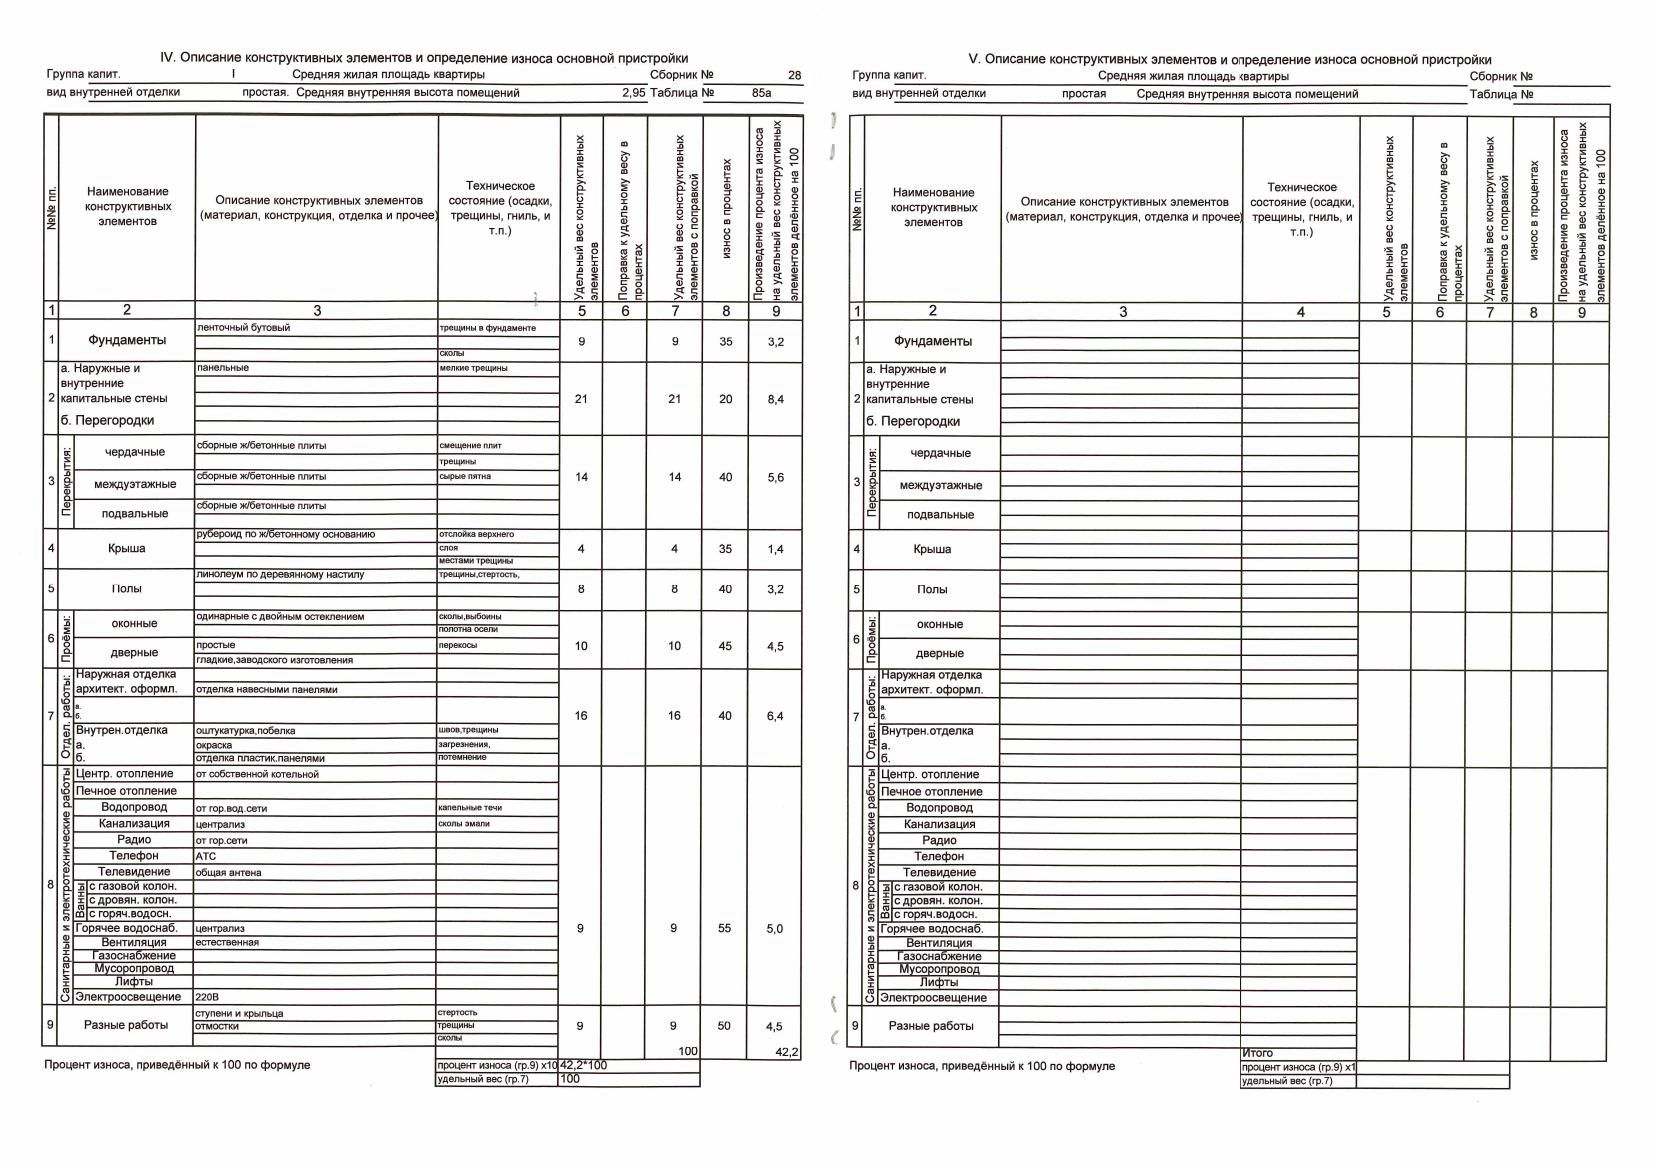 IV. Описание конструктивных элементов и определение износа основной пристройки
Группа капит. I Средняя жилая площадь квартиры Сборник № 28
вид внутренней отделки простая. Средняя внутренняя высота помещений 2,95 Таблица № 85а
№№ пп.
Наименование конструктивных элементов
Описание конструктивных элементов (материал, конструкция, отделка и прочее)
Техническое состояние (осадки, трещины, гниль, и т.п.)
Удельный вес конструктивных элементов
Поправка к удельному весу в процентах
Удельный вес конструктивных элементов с поправкой
износ в процентах
Произведение процента износа на удельный вес конструктивных элементов делённое на 100
1 2 3 5 6 7 8 9
1 Фундаменты ленточный бутовый трещины в фундаменте 9 9 35 3,2
сколы
2 а. Наружные и внутренние капитальные стены панельные мелкие трещины 21 21 20 8,4
б. Перегородки
3 Перекрытия: 14 14 40 5,6
чердачные сборные ж/бетонные плиты смещение плит
трещины
междуэтажные сборные ж/бетонные плиты сырые пятна
подвальные сборные ж/бетонные плиты
4 Крыша рубероид по ж/бетонному основанию отслойка верхнего 4 4 35 1,4
слоя
местами трещины
5 Полы линолеум по деревянному настилу трещины,стертость, 8 8 40 3,2
6 Проёмы: 10 10 45 4,5
оконные одинарные с двойным остеклением сколы,выбоины
полотна осели
дверные простые перекосы
гладкие,заводского изготовления
7 Отдел. работы: 16 16 40 6,4
Наружная отделка
архитект. оформл. отделка навесными панелями
а.
б.
Внутрен.отделка оштукатурка,побелка швов,трещины
а. окраска загрезнения,
б. отделка пластик.панелями потемнение
8 Санитарные и электротехнические работы 9 9 55 5,0
Центр. отопление от собственной котельной
Печное отопление
Водопровод от гор.вод.сети капельные течи
Канализация централиз сколы эмали
Радио от гор.сети
Телефон АТС
Телевидение общая антена
Ванны
с газовой колон.
с дровян. колон.
с горяч.водосн.
Горячее водоснаб. централиз
Вентиляция естественная
Газоснабжение
Мусоропровод
Лифты
Электроосвещение 220В
9 Разные работы ступени и крыльца стертость 9 9 50 4,5
отмостки трещины
сколы
100 42,2
Процент износа, приведённый к 100 по формуле процент износа (гр.9) х10 42,2*100
удельный вес (гр.7) 100
V. Описание конструктивных элементов и определение износа основной пристройки
Группа капит. Средняя жилая площадь квартиры Сборник №
вид внутренней отделки простая Средняя внутренняя высота помещений Таблица №
№№ пп.
Наименование конструктивных элементов
Описание конструктивных элементов (материал, конструкция, отделка и прочее)
Техническое состояние (осадки, трещины, гниль, и т.п.)
Удельный вес конструктивных элементов
Поправка к удельному весу в процентах
Удельный вес конструктивных элементов с поправкой
износ в процентах
Произведение процента износа на удельный вес конструктивных элементов делённое на 100
1 2 3 4 5 6 7 8 9
1 Фундаменты
2 а. Наружные и внутренние капитальные стены
б. Перегородки
3 Перекрытия:
чердачные
междуэтажные
подвальные
4 Крыша
5 Полы
6 Проёмы:
оконные
дверные
7 Отдел. работы:
Наружная отделка
архитект. оформл.
а.
б.
Внутрен.отделка
а.
б.
8 Санитарные и электротехнические работы
Центр. отопление
Печное отопление
Водопровод
Канализация
Радио
Телефон
Телевидение
Ванны
с газовой колон.
с дровян. колон.
с горяч.водосн.
Горячее водоснаб.
Вентиляция
Газоснабжение
Мусоропровод
Лифты
Электроосвещение
9 Разные работы
Итого
Процент износа, приведённый к 100 по формуле процент износа (гр.9) х1
удельный вес (гр.7)